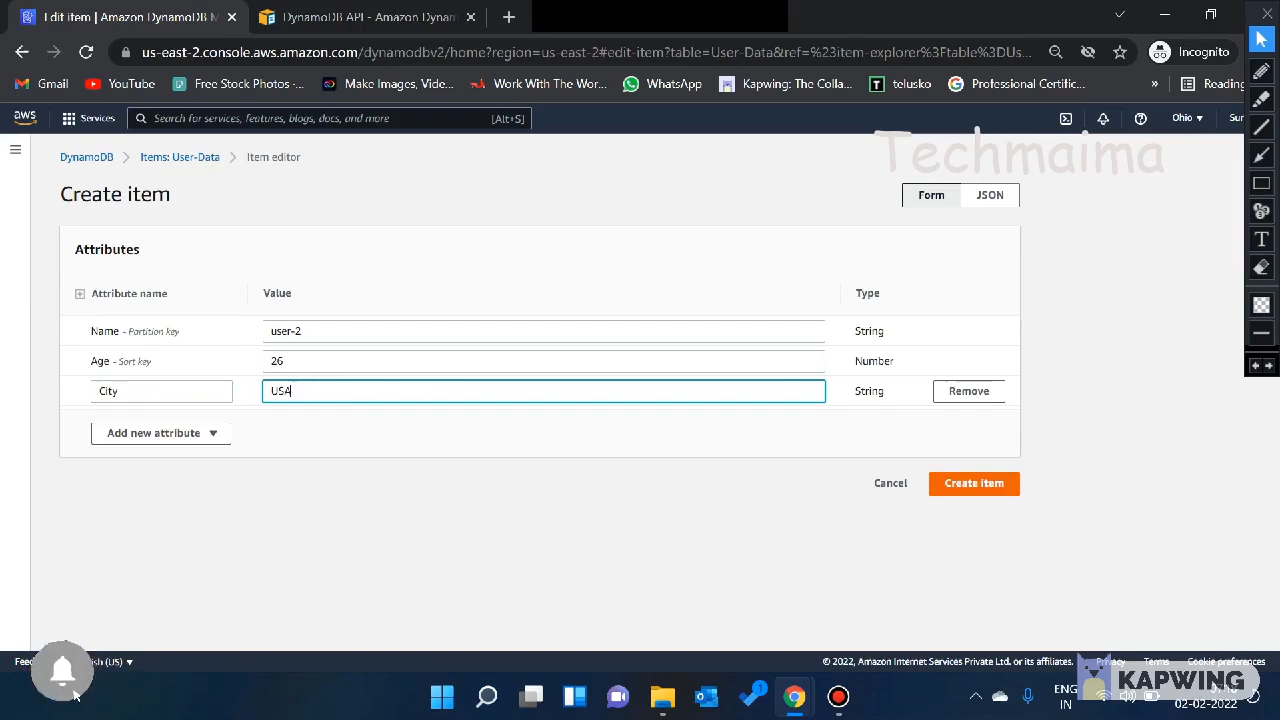 Edit item | Amazon DynamoDB M
DynamoDB API - Amazon Dynam
us-east-2.console.aws.amazon.com/dynamodbv2/home?region=us-east-2#edit-item?table=User-Data&ref=%23item-explorer%3Ftable%3DUs...
Incognito
Gmail
YouTube
Free Stock Photos -...
Make Images, Video...
Work With the Wor...
WhatsApp
Kapwing: The Canta...
telusko
Professional Certific...
Reading
aws
Services
Search for services, features, blogs, docs, and more
[Alt+S]
Ohio
Techmaima
DynamoDB
Items: User-Data
Item editor
Create item
Form
JSON
Attributes
Attribute name
Value
Type
Name - Partition key
user-2
String
Age - Sort key
26
Number
City
USA
String
Remove
Add new attribute
Cancel
Create item
(US)
© 2022, Amazon Internet Services Private Ltd. or its affiliates.
Privacy
Terms
Cookie preferences
KAPWING
ENG
IN
02-02-2022